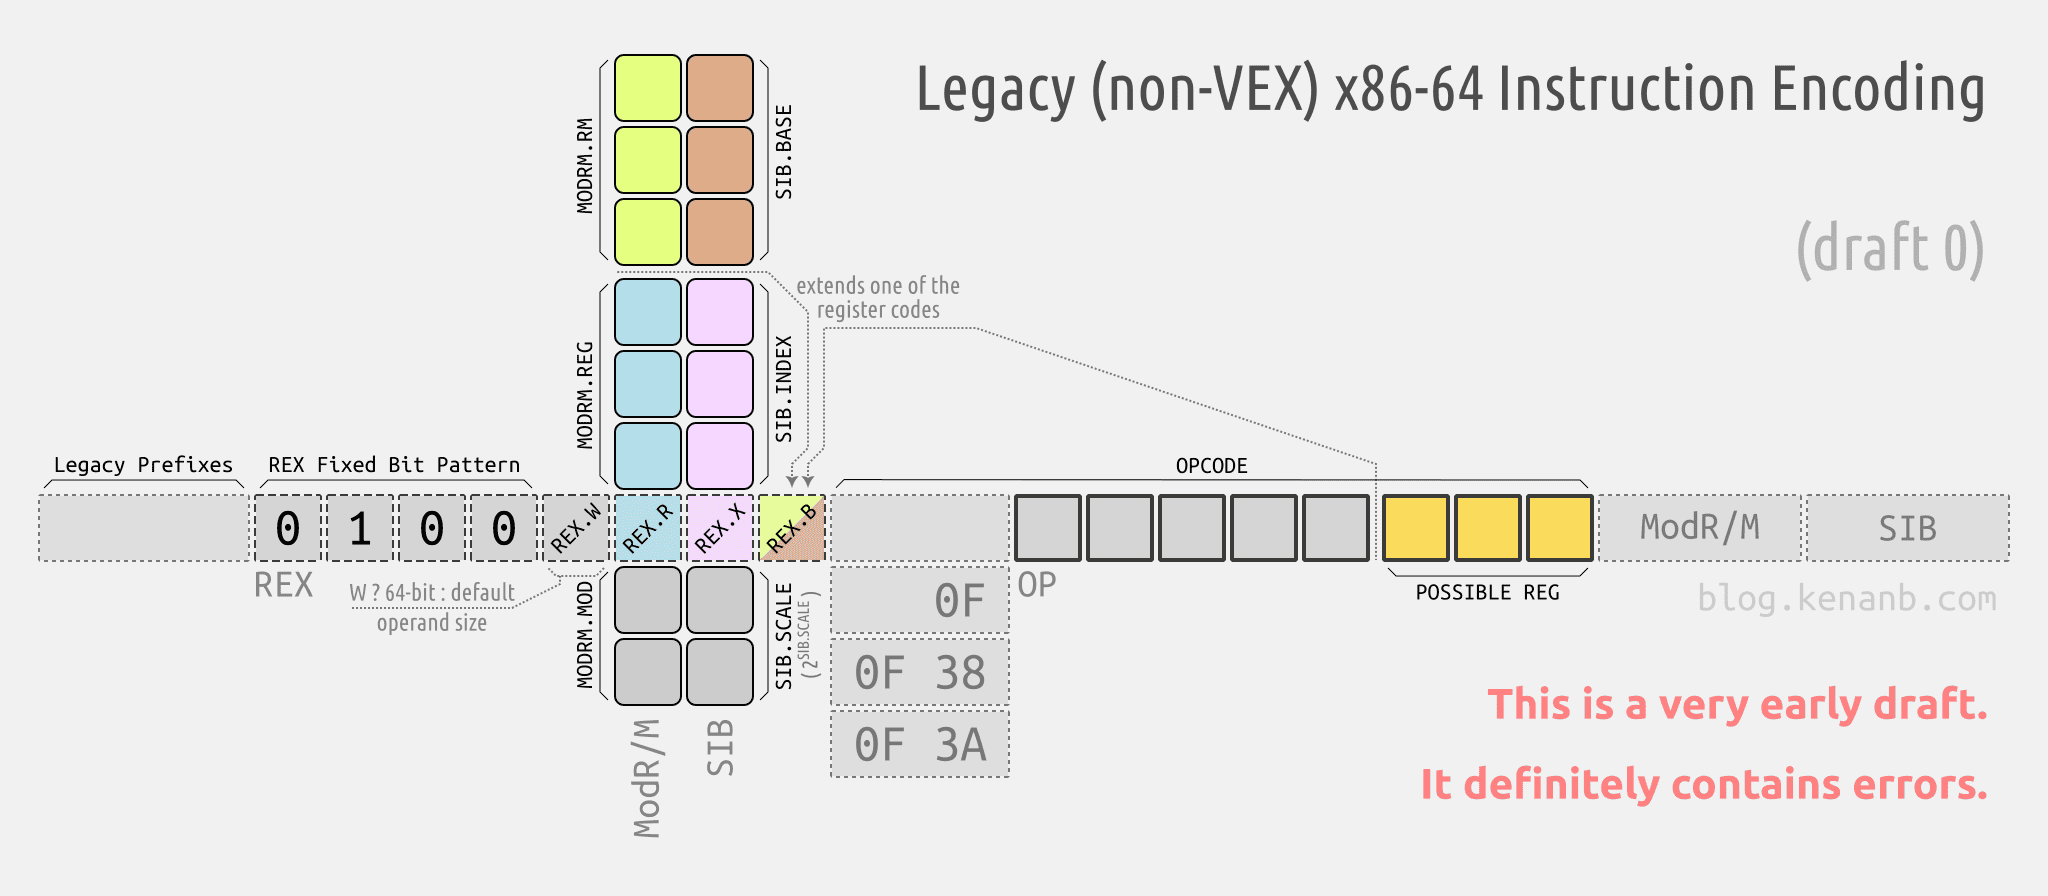 Legacy (non-VEX) x86-64 Instruction Encoding
(draft 0)
MODRM.RM
SIB.BASE
extends one of the
register codes
MODRM.REG
SIB.INDEX
Legacy Prefixes
REX Fixed Bit Pattern
OPCODE
0 1 0 0 REX.W REX.R REX.X REX.B
ModR/M
SIB
REX
W ? 64-bit : default
operand size
MODRM.MOD
SIB.SCALE
(2^SIB.SCALE)
OP
POSSIBLE REG
blog.kenanb.com
0F
0F 38
0F 3A
ModR/M
SIB
This is a very early draft.
It definitely contains errors.